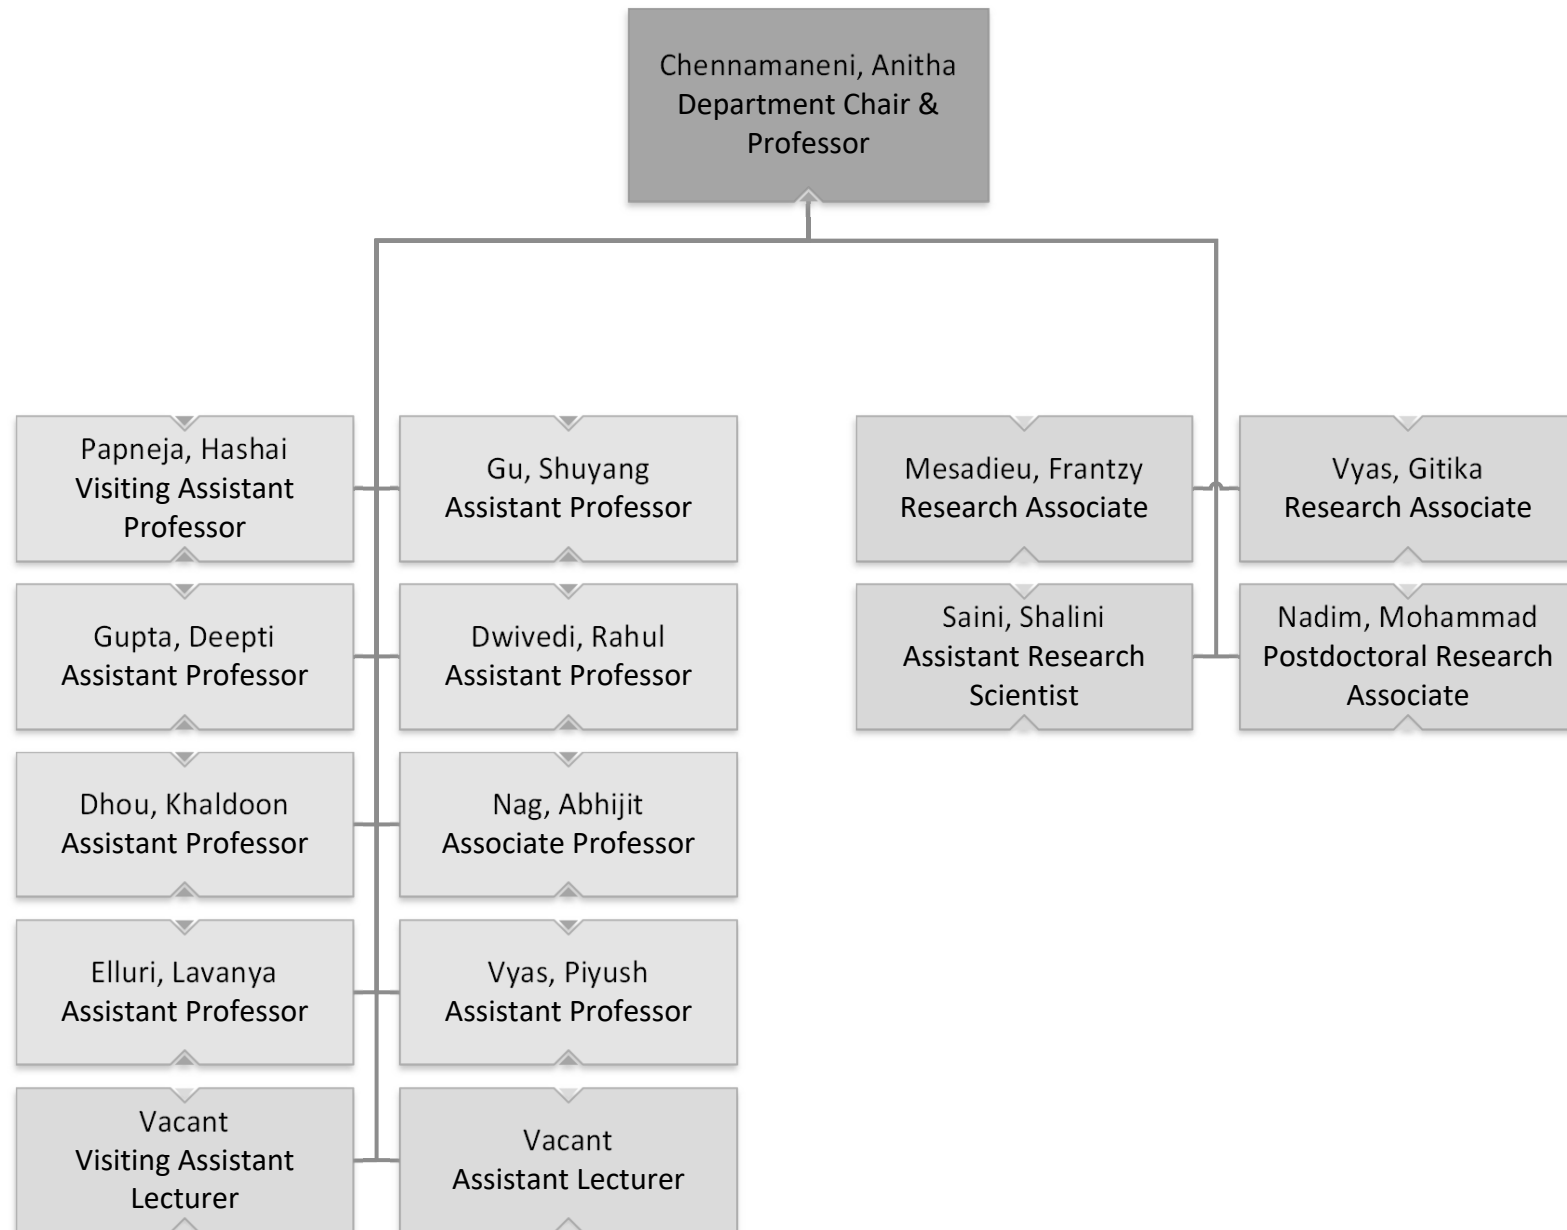 Chennamaneni, Anitha
Department Chair &
Professor
Papneja, Hashai
Visiting Assistant
Professor
Gu, Shuyang
Assistant Professor
Mesadieu, Frantzy
Research Associate
Vyas, Gitika
Research Associate
Gupta, Deepti
Assistant Professor
Dwivedi, Rahul
Assistant Professor
Saini, Shalini
Assistant Research
Scientist
Nadim, Mohammad
Postdoctoral Research
Associate
Dhou, Khaldoon
Assistant Professor
Nag, Abhijit
Associate Professor
Elluri, Lavanya
Assistant Professor
Vyas, Piyush
Assistant Professor
Vacant
Visiting Assistant
Lecturer
Vacant
Assistant Lecturer